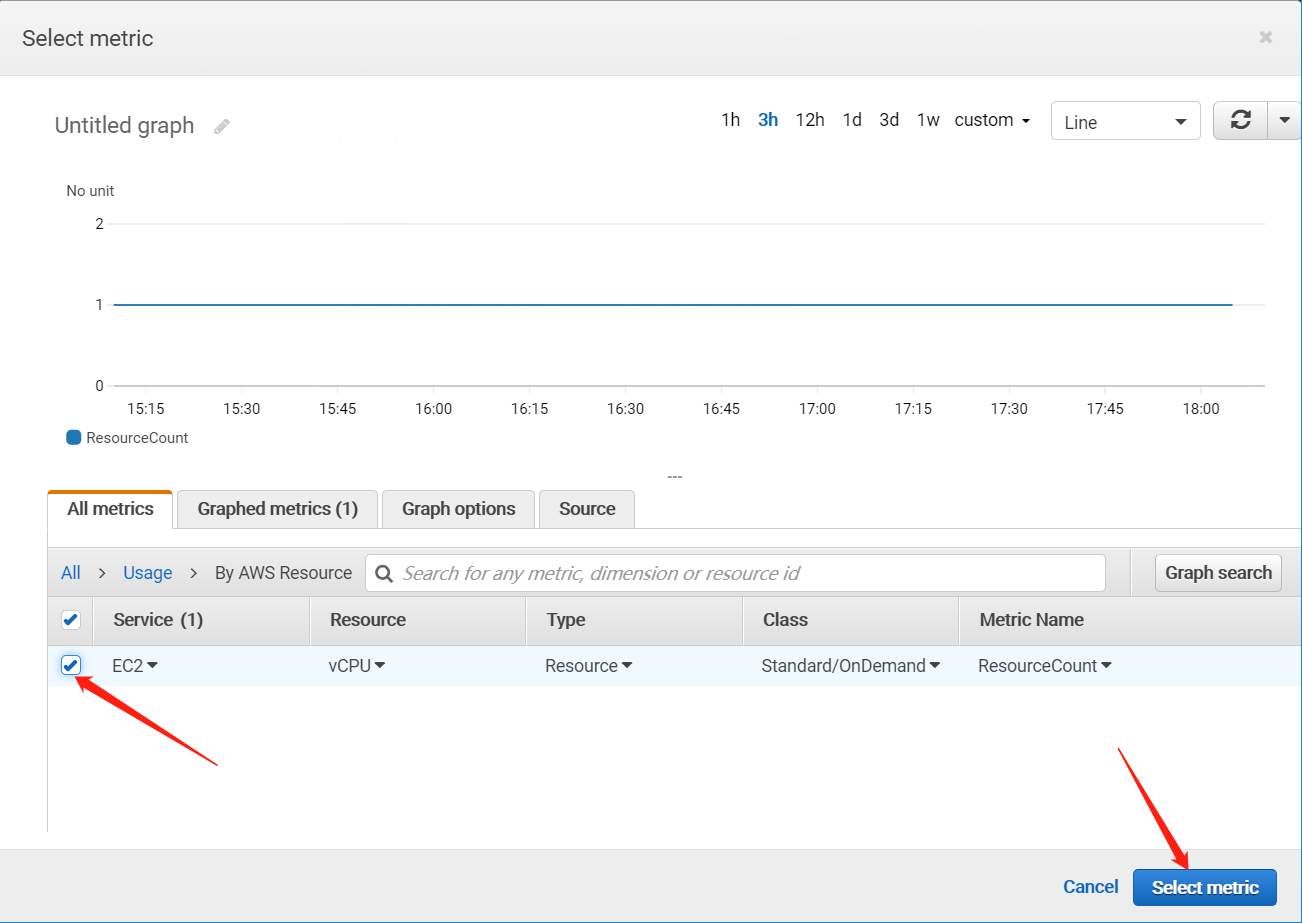 Select metric
Untitled graph
1h 3h 12h 1d 3d 1w custom Line
No unit
2
1
0
15:15 15:30 15:45 16:00 16:15 16:30 16:45 17:00 17:15 17:30 17:45 18:00
ResourceCount
All metrics Graphed metrics (1) Graph options Source
All > Usage > By AWS Resource Search for any metric, dimension or resource id Graph search
Service (1) Resource Type Class Metric Name
EC2 vCPU Resource Standard/OnDemand ResourceCount
Cancel Select metric